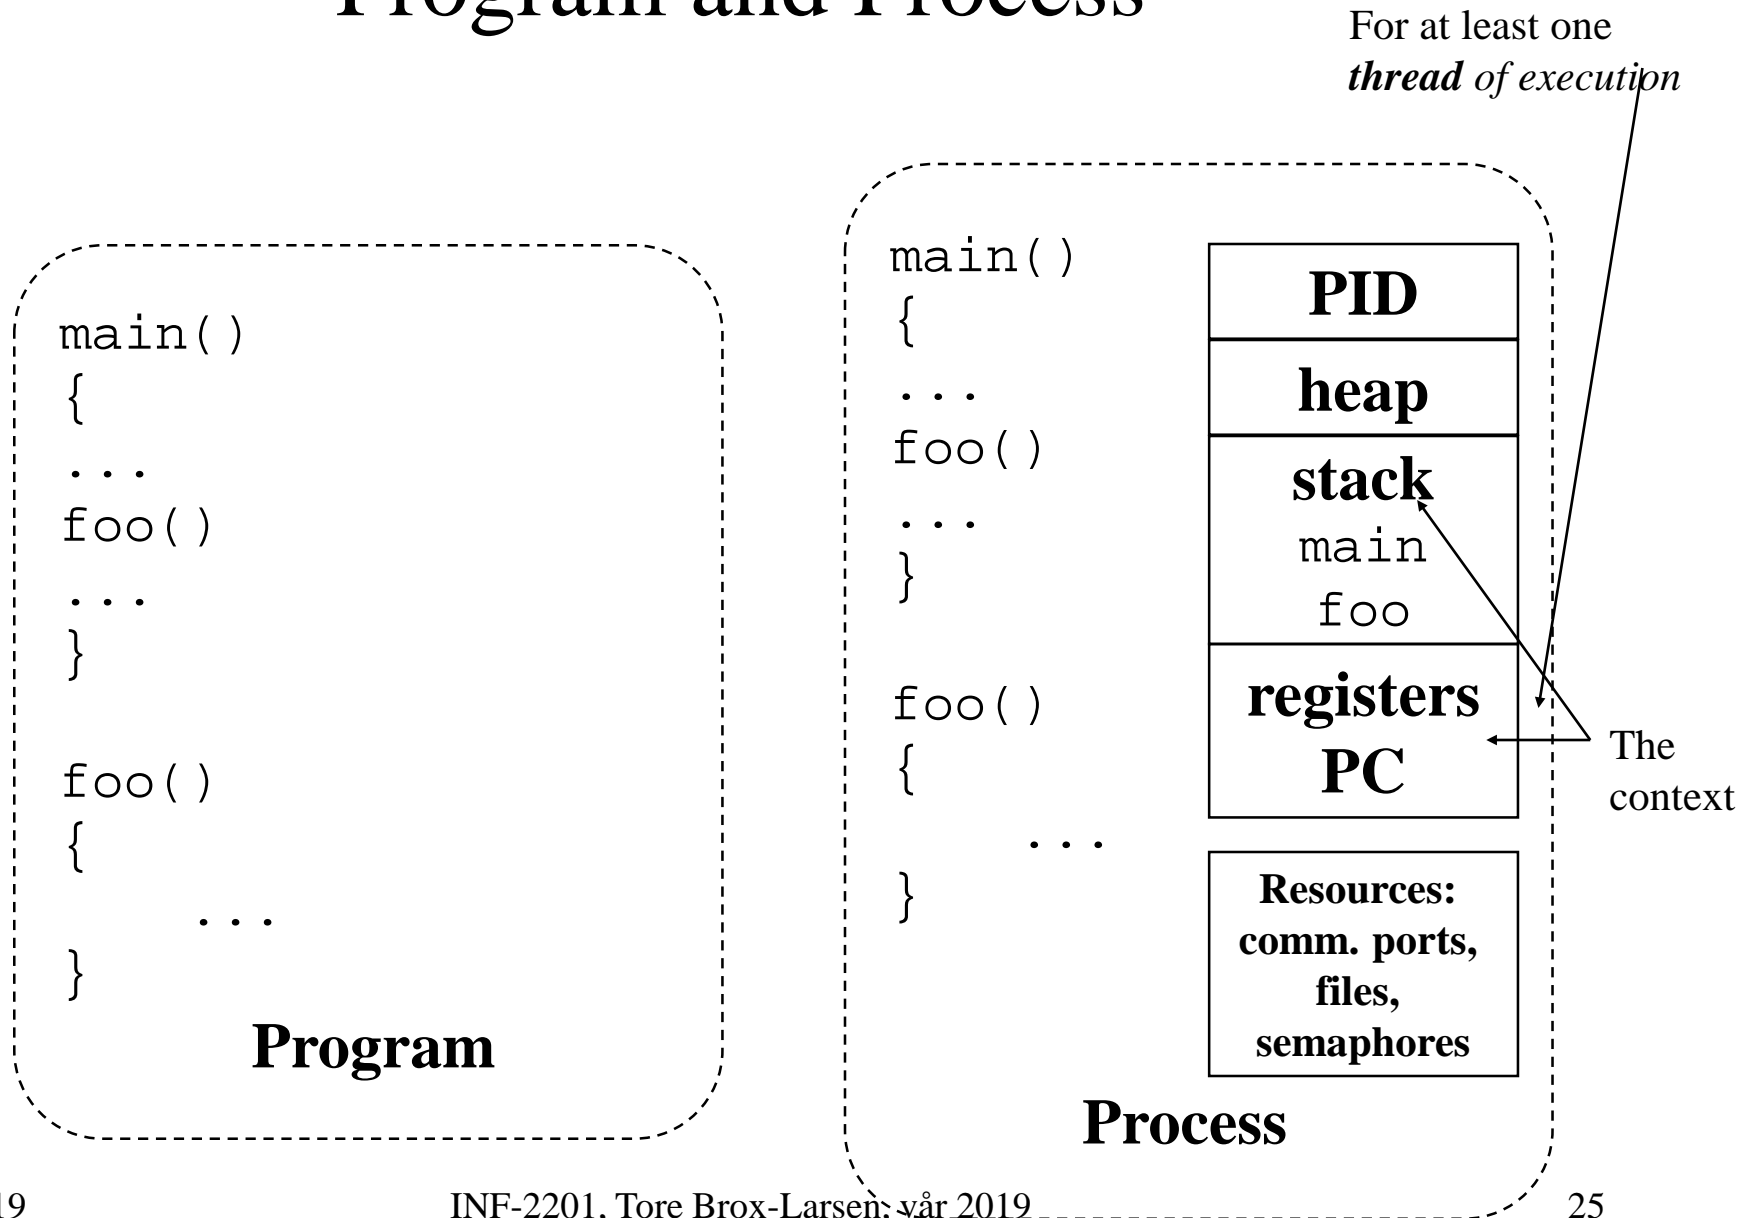 Program and Process
For at least one
thread of execution
main()
{
...
foo()
...
}
foo()
{
...
}
Program
main()
{
...
foo()
...
}
foo()
{
...
}
PID
heap
stack
main
foo
registers
PC
The
context
Resources:
comm. ports,
files,
semaphores
Process
19
INF-2201, Tore Brox-Larsen, vår 2019
25